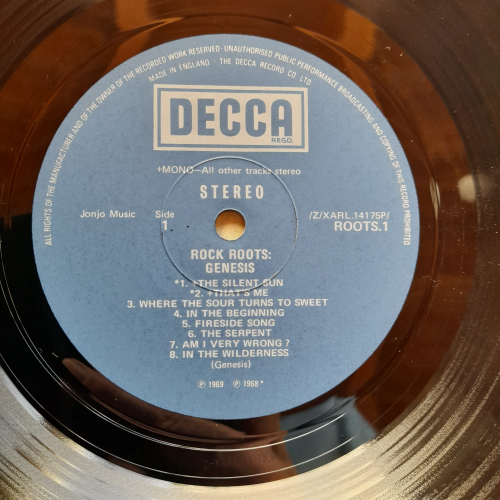 ALL RIGHTS OF THE MANUFACTURER AND OF THE OWNER OF THE RECORDED WORK RESERVED · UNAUTHORISED PUBLIC PERFORMANCE BROADCASTING AND COPYING OF THIS RECORD PROHIBITED
MADE IN ENGLAND · THE DECCA RECORD CO LTD
DECCA
REGD.
+MONO—All other tracks stereo
STEREO
Jonjo Music Side 1 /Z/XARL.14175P/
ROOTS.1
ROCK ROOTS:
GENESIS
*1. +THE SILENT SUN
*2. +THAT'S ME
3. WHERE THE SOUR TURNS TO SWEET
4. IN THE BEGINNING
5. FIRESIDE SONG
6. THE SERPENT
7. AM I VERY WRONG?
8. IN THE WILDERNESS
(Genesis)
℗ 1969 ℗ 1968*